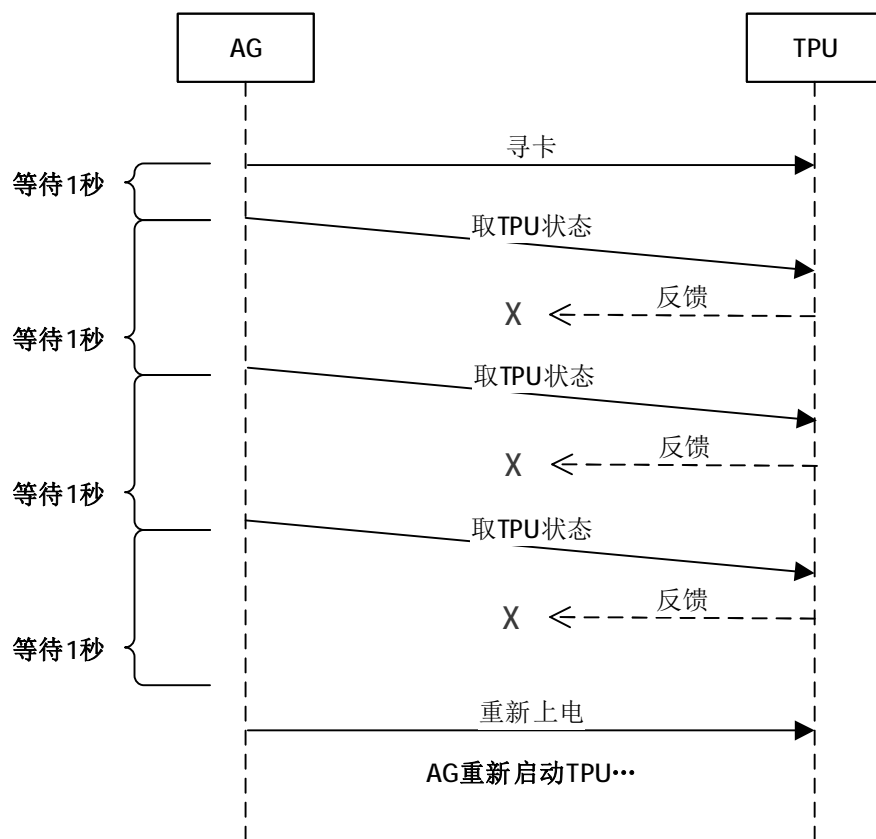 AG
TPU
寻卡
等待1秒
取TPU状态
反馈
X
等待1秒
取TPU状态
反馈
X
等待1秒
取TPU状态
反馈
X
等待1秒
重新上电
AG重新启动TPU…